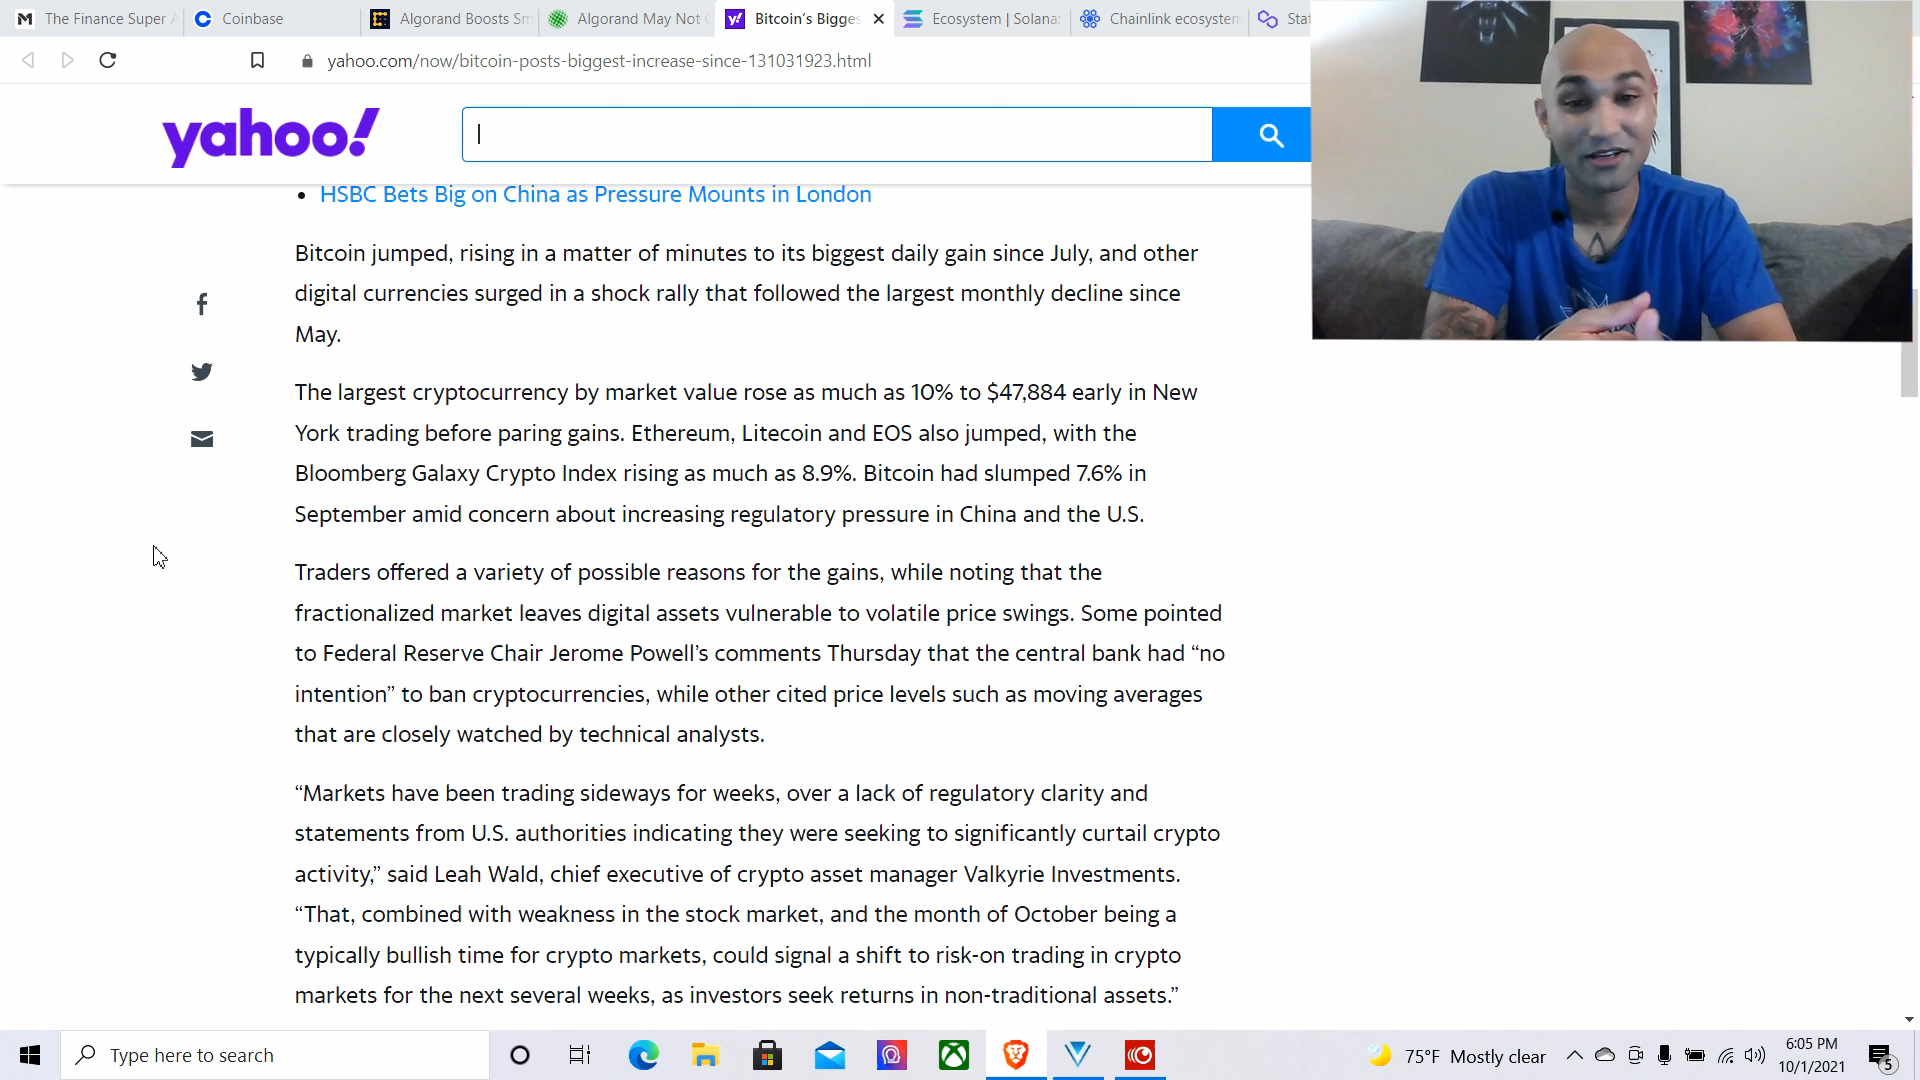 The Finance Super A
Coinbase
Algorand Boosts Sm
Algorand May Not
Bitcoin's Bigges
Ecosystem | Solana
Chainlink ecosystem
Sta
yahoo.com/now/bitcoin-posts-biggest-increase-since-131031923.html
yahoo!
• HSBC Bets Big on China as Pressure Mounts in London
Bitcoin jumped, rising in a matter of minutes to its biggest daily gain since July, and other
digital currencies surged in a shock rally that followed the largest monthly decline since
May.
The largest cryptocurrency by market value rose as much as 10% to $47,884 early in New
York trading before paring gains. Ethereum, Litecoin and EOS also jumped, with the
Bloomberg Galaxy Crypto Index rising as much as 8.9%. Bitcoin had slumped 7.6% in
September amid concern about increasing regulatory pressure in China and the U.S.
Traders offered a variety of possible reasons for the gains, while noting that the
fractionalized market leaves digital assets vulnerable to volatile price swings. Some pointed
to Federal Reserve Chair Jerome Powell's comments Thursday that the central bank had “no
intention” to ban cryptocurrencies, while other cited price levels such as moving averages
that are closely watched by technical analysts.
“Markets have been trading sideways for weeks, over a lack of regulatory clarity and
statements from U.S. authorities indicating they were seeking to significantly curtail crypto
activity,” said Leah Wald, chief executive of crypto asset manager Valkyrie Investments.
“That, combined with weakness in the stock market, and the month of October being a
typically bullish time for crypto markets, could signal a shift to risk-on trading in crypto
markets for the next several weeks, as investors seek returns in non-traditional assets.”
Type here to search
75°F Mostly clear
6:05 PM
10/1/2021
5